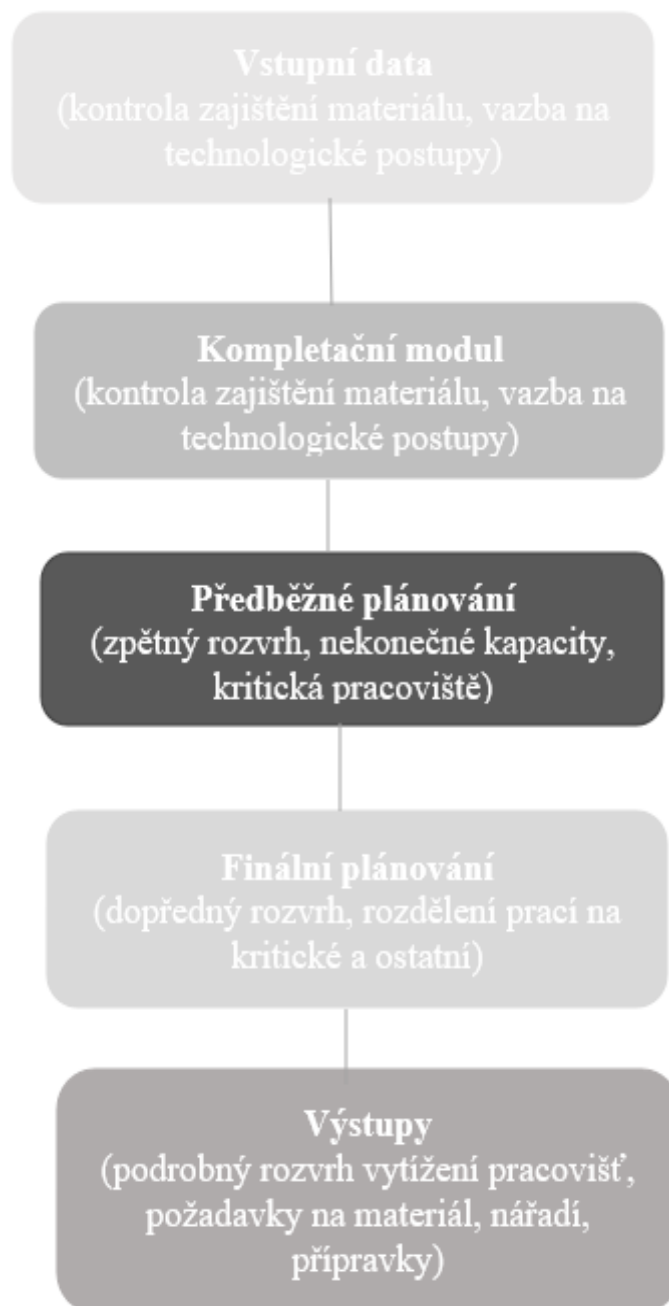 Vstupní data
(kontrola zajištění materiálu, vazba na
technologické postupy)
Kompletační modul
(kontrola zajištění materiálu, vazba na
technologické postupy)
Předběžné plánování
(zpětný rozvrh, nekonečné kapacity,
kritická pracoviště)
Finální plánování
(dopředný rozvrh, rozdělení prací na
kritické a ostatní)
Výstupy
(podrobný rozvrh vytížení pracovišť,
požadavky na materiál, nářadí,
přípravky)